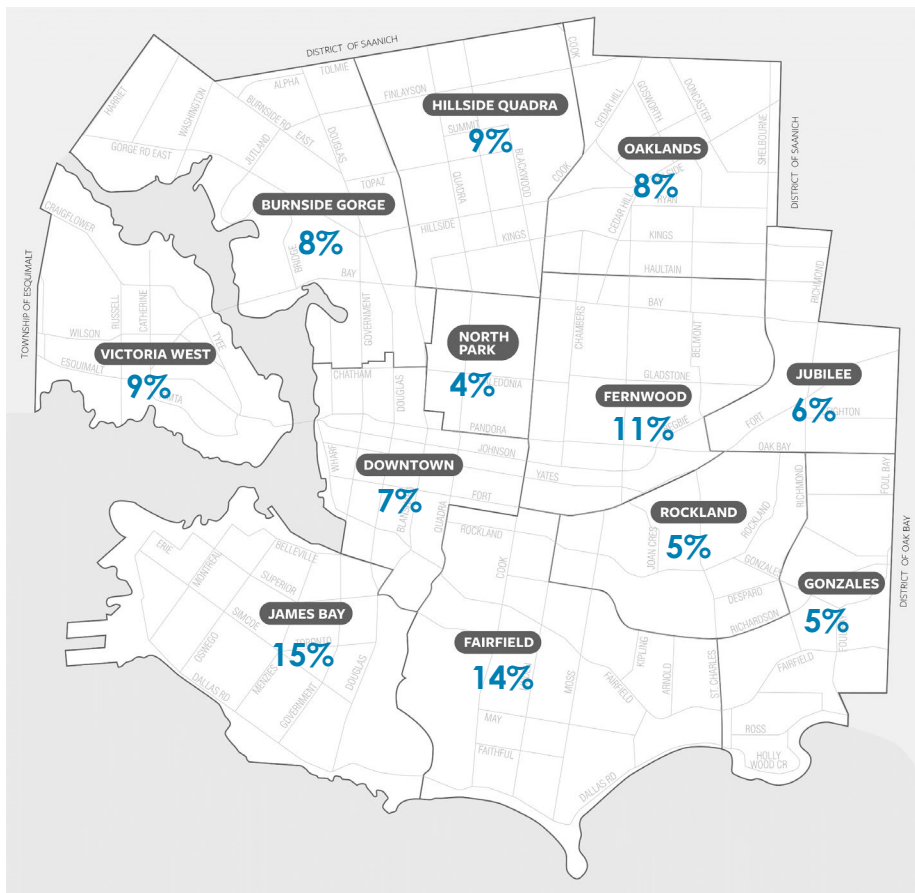 DISTRICT OF SAANICH
COOK
TOLMIE
ALPHA
HARRIET
WASHINGTON
BURNSIDE RD
EAST
DOUGLAS
JUTLAND
GORGE RD EAST
TOPAZ
FINLAYSON
HILLSIDE QUADRA
9%
SUMMIT
QUADRA
BLACKWOOD
COOK
HILLSIDE
KINGS
CEDAR HILL
GOSWORTH
DONCASTER
SHELBOURNE
DISTRICT OF SAANICH
OAKLANDS
8%
RYAN
CEDAR HILL
KINGS
HAULTAIN
BURNSIDE GORGE
8%
BRIDGE
BAY
GOVERNMENT
CRAIGFLOWER
TOWNSHIP OF ESQUIMALT
RUSSELL
CATHERINE
WILSON
TYEE
ESQUIMALT
VICTORIA WEST
9%
RICHMOND
BAY
CHAMBERS
BELMONT
GLADSTONE
NORTH
PARK
4%
CHATHAM
DOUGLAS
FERNWOOD
11%
JUBILEE
6%
FORT
OAK BAY
PANDORA
JOHNSON
YATES
WHARF
DOWNTOWN
7%
FORT
QUADRA
RICHMOND
FOUL BAY
ROCKLAND
5%
ROCKLAND
JOAN CRES
GONZALES
DESPARD
RICHARDSON
DISTRICT OF OAK BAY
GONZALES
5%
FAIRFIELD
ROCKLAND
COOK
ERIE
MONTREAL
BELLEVILLE
SUPERIOR
SIMCOE
JAMES BAY
15%
TORONTO
OSWEGO
MENZIES
DOUGLAS
GOVERNMENT
DALLAS RD
FAIRFIELD
14%
MOSS
FAIRFIELD
KIPLING
ARNOLD
ST. CHARLES
MAY
FAITHFUL
DALLAS RD
ROSS
HOLLY
WOOD CR